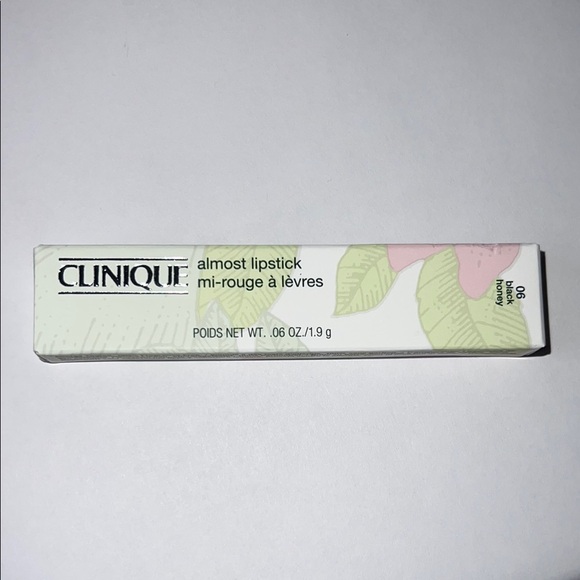 CLINIQUE
almost lipstick
mi-rouge à lèvres
POIDS NET WT. .06 OZ./1.9 g
06
black
honey